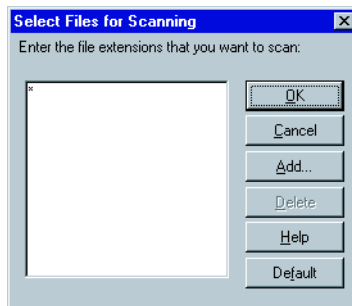 Select Files for Scanning
Enter the file extensions that you want to scan:
*
OK
Cancel
Add...
Delete
Help
Default